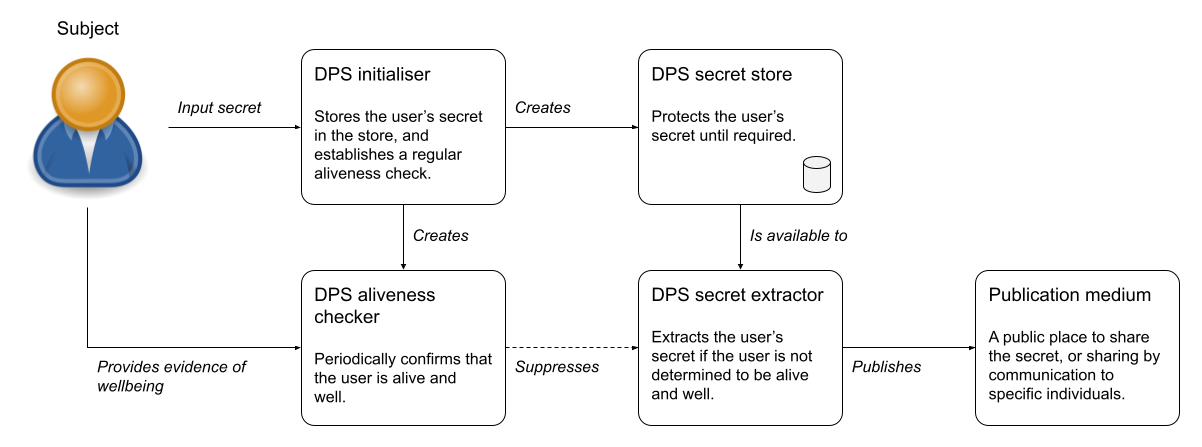 Subject
Input secret
DPS initialiser
Stores the user's secret
in the store, and
establishes a regular
aliveness check.
Creates
DPS secret store
Protects the user's
secret until required.
Creates
Is available to
Provides evidence of
wellbeing
DPS aliveness
checker
Periodically confirms that
the user is alive and
well.
Suppresses
DPS secret extractor
Extracts the user's
secret if the user is not
determined to be alive
and well.
Publishes
Publication medium
A public place to share
the secret, or sharing by
communication to
specific individuals.